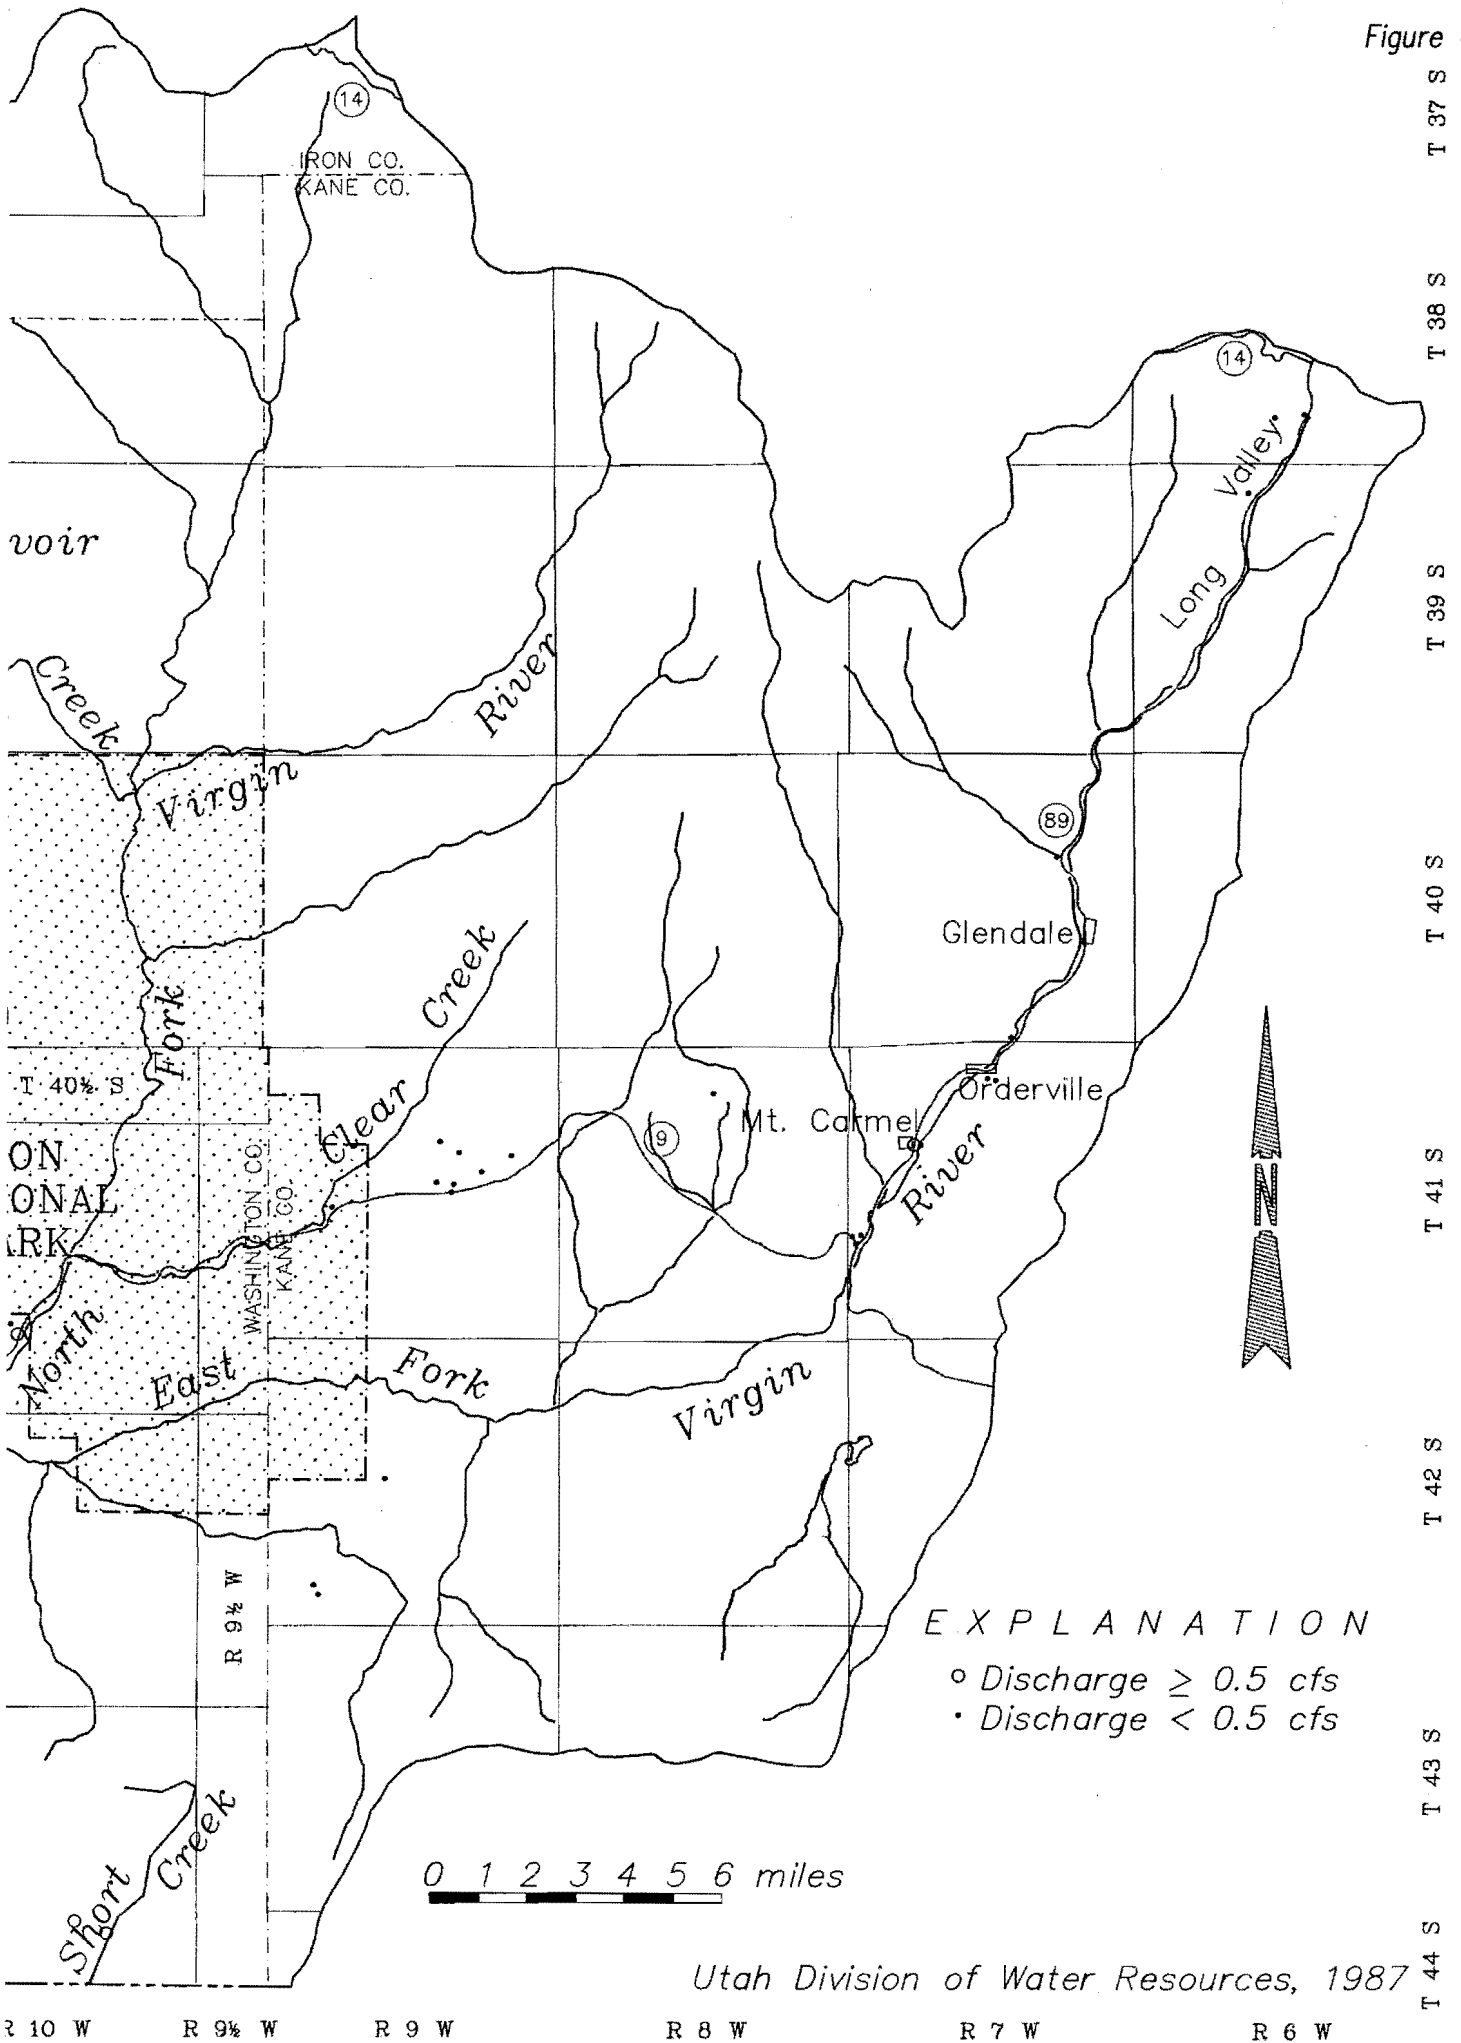 Figure
T 37 S
14
IRON CO.
KANE CO.
T 38 S
14
Valley
Long
voir
T 39 S
Creek
River
Virgin
89
T 40 S
Glendale
Creek
Fork
T 40½ S
Orderville
Clear
Mt. Carmel
9
ON
ONAL
RK
WASHINGTON CO.
KANE CO.
River
N
T 41 S
North
East
Fork
Virgin
T 42 S
R 9½ W
EXPLANATION
Discharge ≥ 0.5 cfs
Discharge < 0.5 cfs
T 43 S
Short
Creek
0 1 2 3 4 5 6 miles
Utah Division of Water Resources, 1987
T 44 S
R 10 W R 9½ W R 9 W R 8 W R 7 W R 6 W